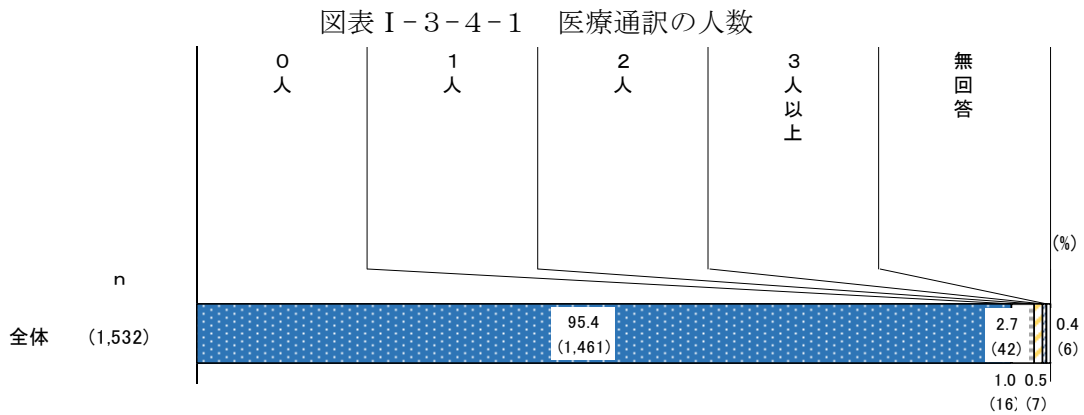 図表Ⅰ-3-4-1 医療通訳の人数
0人
1人
2人
3人以上
無回答
(%)
n
全体 (1,532)
95.4
(1,461)
2.7
(42)
0.4
(6)
1.0 0.5
(16) (7)